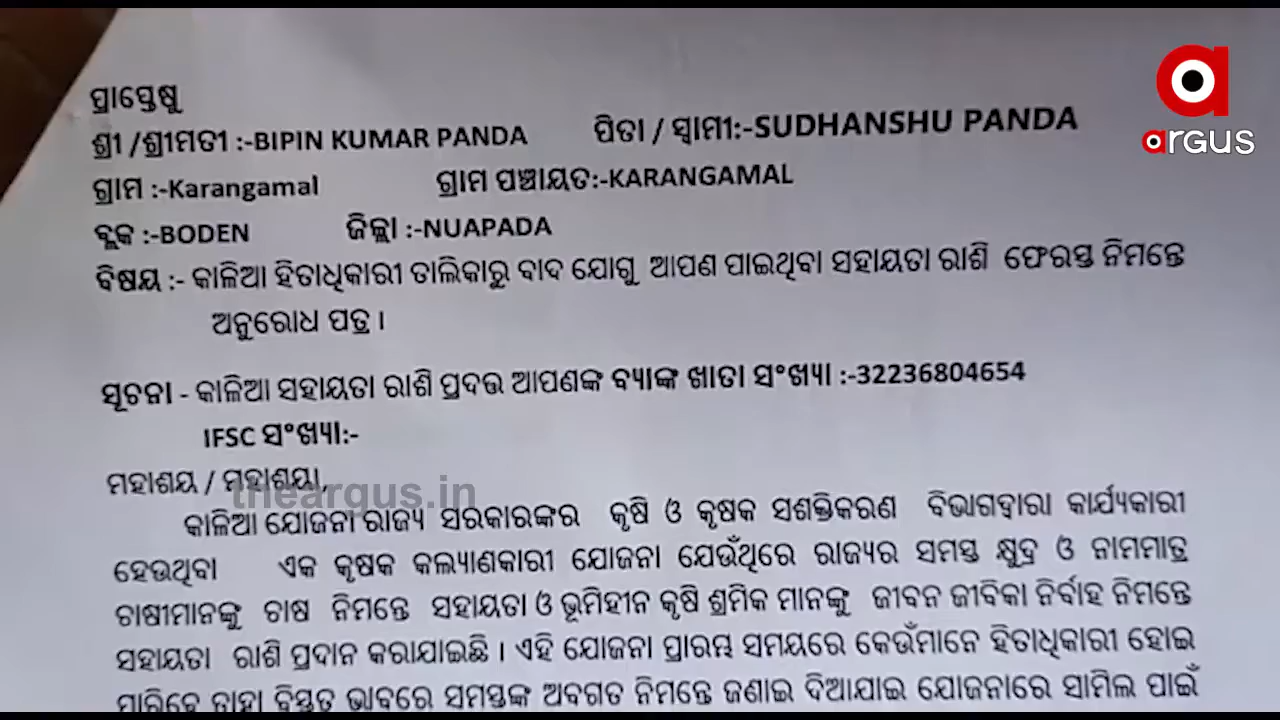 argus
ପ୍ରାପ୍ତେଷୁ
ଶ୍ରୀ /ଶ୍ରୀମତୀ :-BIPIN KUMAR PANDA ପିତା / ସ୍ୱାମୀ:-SUDHANSHU PANDA
ଗ୍ରାମ :-Karangamal ଗ୍ରାମ ପଞ୍ଚାୟତ:-KARANGAMAL
ବ୍ଲକ :-BODEN ଜିଲ୍ଲା :-NUAPADA
ବିଷୟ :- କାଳିଆ ହିତାଧିକାରୀ ତାଲିକାରୁ ବାଦ ଯୋଗୁ ଆପଣ ପାଇଥିବା ସହାୟତା ରାଶି ଫେରସ୍ତ ନିମନ୍ତେ
ଅନୁରୋଧ ପତ୍ର ।
ସୂଚନା - କାଳିଆ ସହାୟତା ରାଶି ପ୍ରଦତ୍ତ ଆପଣଙ୍କ ବ୍ୟାଙ୍କ ଖାତା ସଂଖ୍ୟା :-32236804654
IFSC ସଂଖ୍ୟା:-
ମହାଶୟ / ମହାଶୟା,
theargus.in
କାଳିଆ ଯୋଜନା ରାଜ୍ୟ ସରକାରଙ୍କର କୃଷି ଓ କୃଷକ ସଶକ୍ତିକରଣ ବିଭାଗଦ୍ୱାରା କାର୍ଯ୍ୟକାରୀ
ହେଉଥିବା ଏକ କୃଷକ କଲ୍ୟାଣକାରୀ ଯୋଜନା ଯେଉଁଥିରେ ରାଜ୍ୟର ସମସ୍ତ କ୍ଷୁଦ୍ର ଓ ନାମମାତ୍ର
ଚାଷୀମାନଙ୍କୁ ଚାଷ ନିମନ୍ତେ ସହାୟତା ଓ ଭୂମିହୀନ କୃଷି ଶ୍ରମିକ ମାନଙ୍କୁ ଜୀବନ ଜୀବିକା ନିର୍ବାହ ନିମନ୍ତେ
ସହାୟତା ରାଶି ପ୍ରଦାନ କରାଯାଇଛି । ଏହି ଯୋଜନା ପ୍ରାରମ୍ଭ ସମୟରେ କେଉଁମାନେ ହିତାଧିକାରୀ ହୋଇ
ପାରିବେ ତାହା ବିସ୍ତୃତ ଭାବରେ ସମସ୍ତଙ୍କ ଅବଗତ ନିମନ୍ତେ ଜଣାଇ ଦିଆଯାଇ ଯୋଜନାରେ ସାମିଲ ପାଇଁ